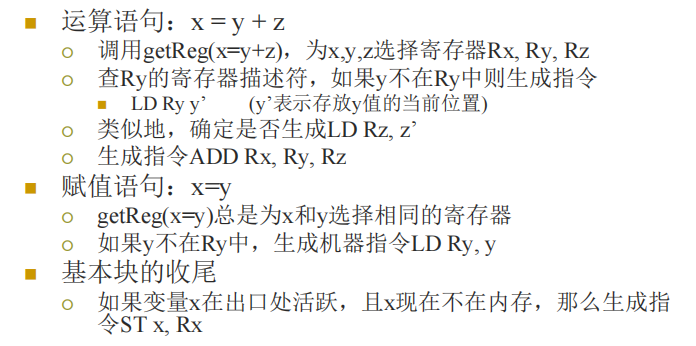 运算语句：x = y + z
调用getReg(x=y+z)，为x,y,z选择寄存器Rx, Ry, Rz
查Ry的寄存器描述符，如果y不在Ry中则生成指令
LD Ry y’ (y’表示存放y值的当前位置)
类似地，确定是否生成LD Rz, z’
生成指令ADD Rx, Ry, Rz
赋值语句：x=y
getReg(x=y)总是为x和y选择相同的寄存器
如果y不在Ry中，生成机器指令LD Ry, y
基本块的收尾
如果变量x在出口处活跃，且x现在不在内存，那么生成指
令ST x, Rx